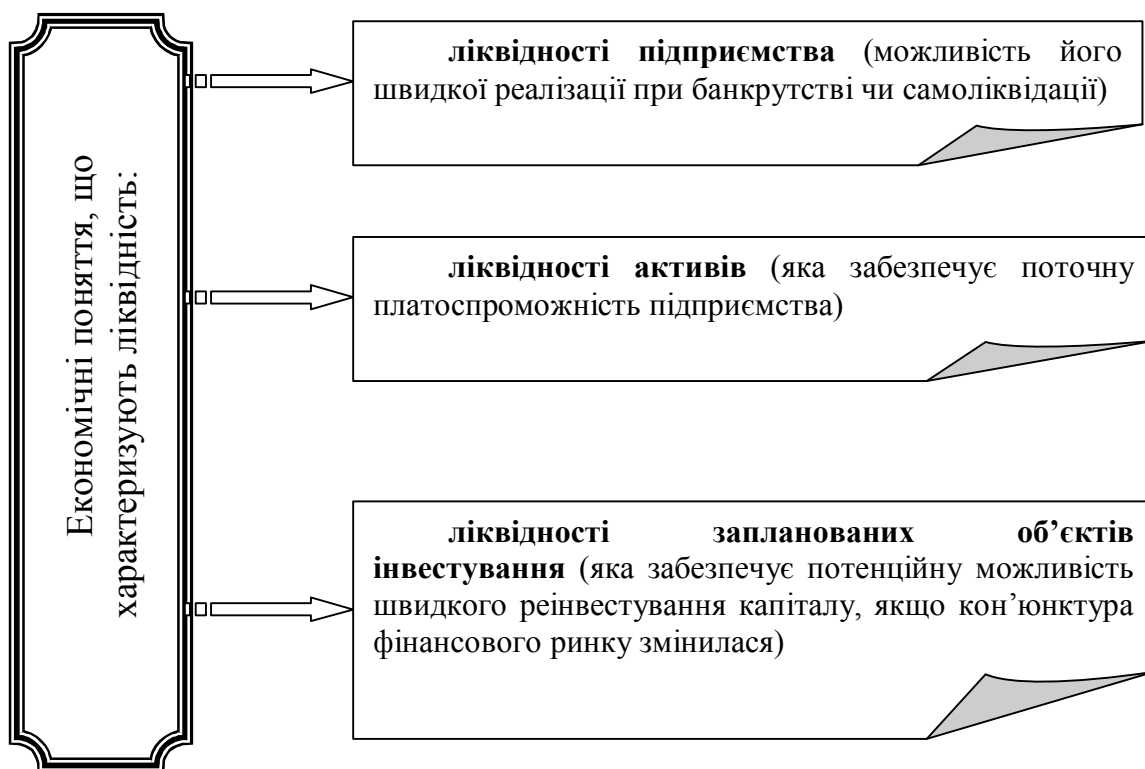 Економічні поняття, що
характеризують ліквідність:
ліквідності підприємства (можливість його
швидкої реалізації при банкрутстві чи самоліквідації)
ліквідності активів (яка забезпечує поточну
платоспроможність підприємства)
ліквідності запланованих об’єктів
інвестування (яка забезпечує потенційну можливість
швидкого реінвестування капіталу, якщо кон’юнктура
фінансового ринку змінилася)